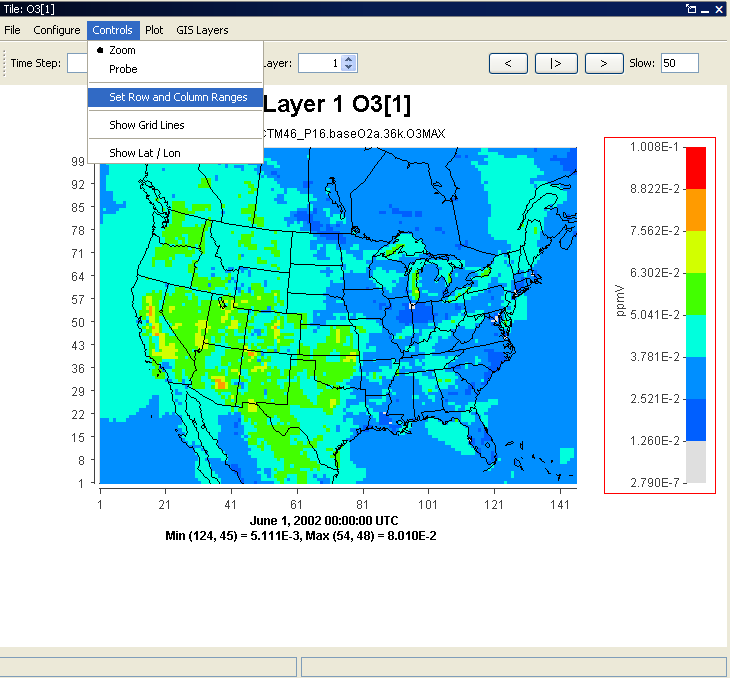 Tile: O3[1]
File Configure Controls Plot GIS Layers
Zoom
Probe
Set Row and Column Ranges
Show Grid Lines
Show Lat / Lon
Time Step:
ayer: 1 < |> > Slow: 50
Layer 1 O3[1]
CTM46_P16.baseO2a.36k.O3MAX
99
92
85
78
71
64
57
50
43
36
29
22
15
8
1
1 21 41 61 81 101 121 141
June 1, 2002 00:00:00 UTC
Min (124, 45) = 5.111E-3, Max (54, 48) = 8.010E-2
ppmV
1.008E-1
8.822E-2
7.562E-2
6.302E-2
5.041E-2
3.781E-2
2.521E-2
1.260E-2
2.790E-7